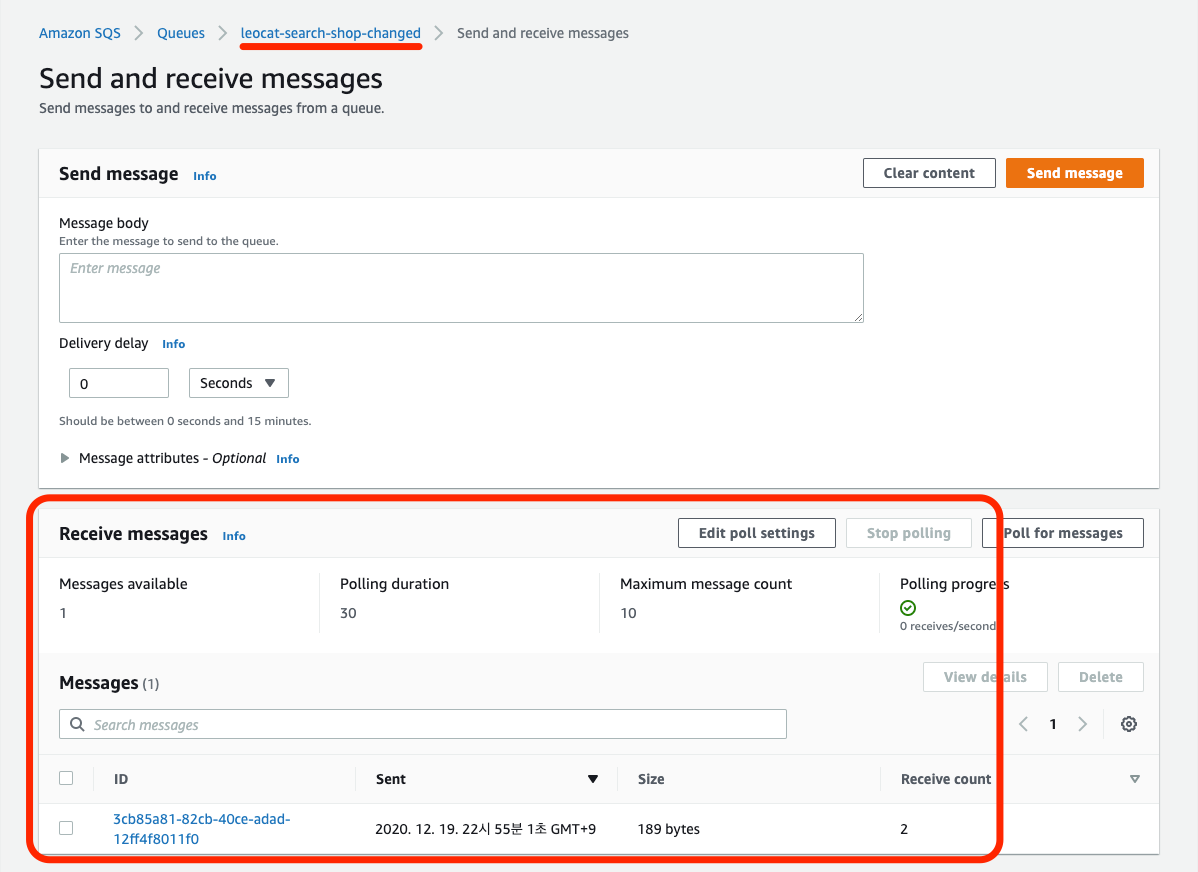 Amazon SQS > Queues > leocat-search-shop-changed > Send and receive messages
Send and receive messages
Send messages to and receive messages from a queue.
Send message Info Clear content Send message
Message body
Enter the message to send to the queue.
Enter message
Delivery delay Info
0 Seconds
Should be between 0 seconds and 15 minutes.
Message attributes - Optional Info
Receive messages Info Edit poll settings Stop polling Poll for messages
Messages available Polling duration Maximum message count Polling progress
1 30 10
0 receives/second
Messages (1) View details Delete
Search messages 1
ID Sent Size Receive count
3cb85a81-82cb-40ce-adad-
12ff4f8011f0 2020. 12. 19. 22시 55분 1초 GMT+9 189 bytes 2